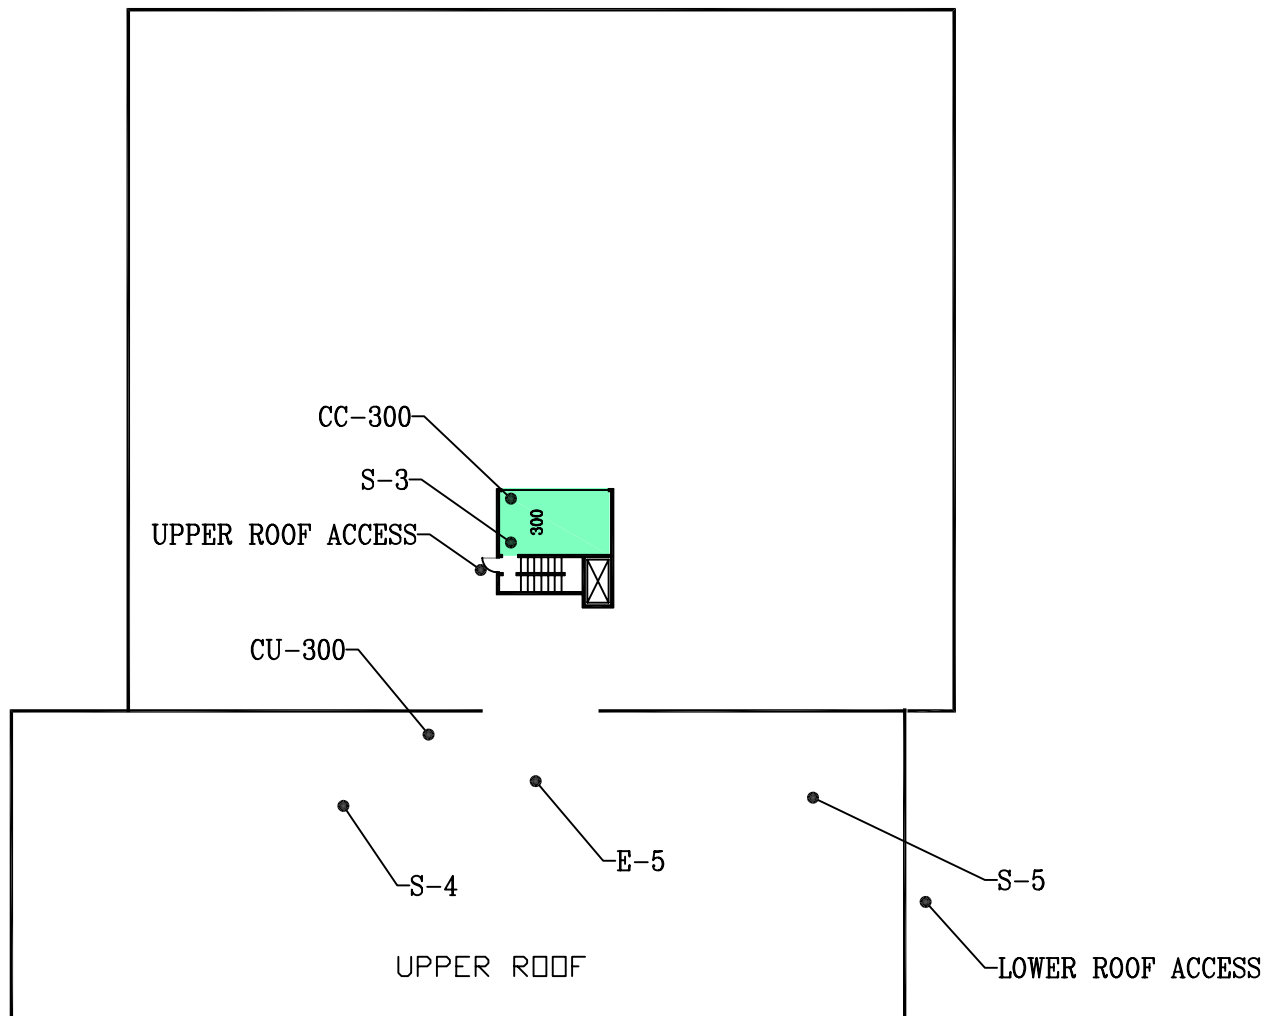 CC-300
S-3
300
UPPER ROOF ACCESS
CU-300
E-5
S-4
S-5
UPPER ROOF
LOWER ROOF ACCESS